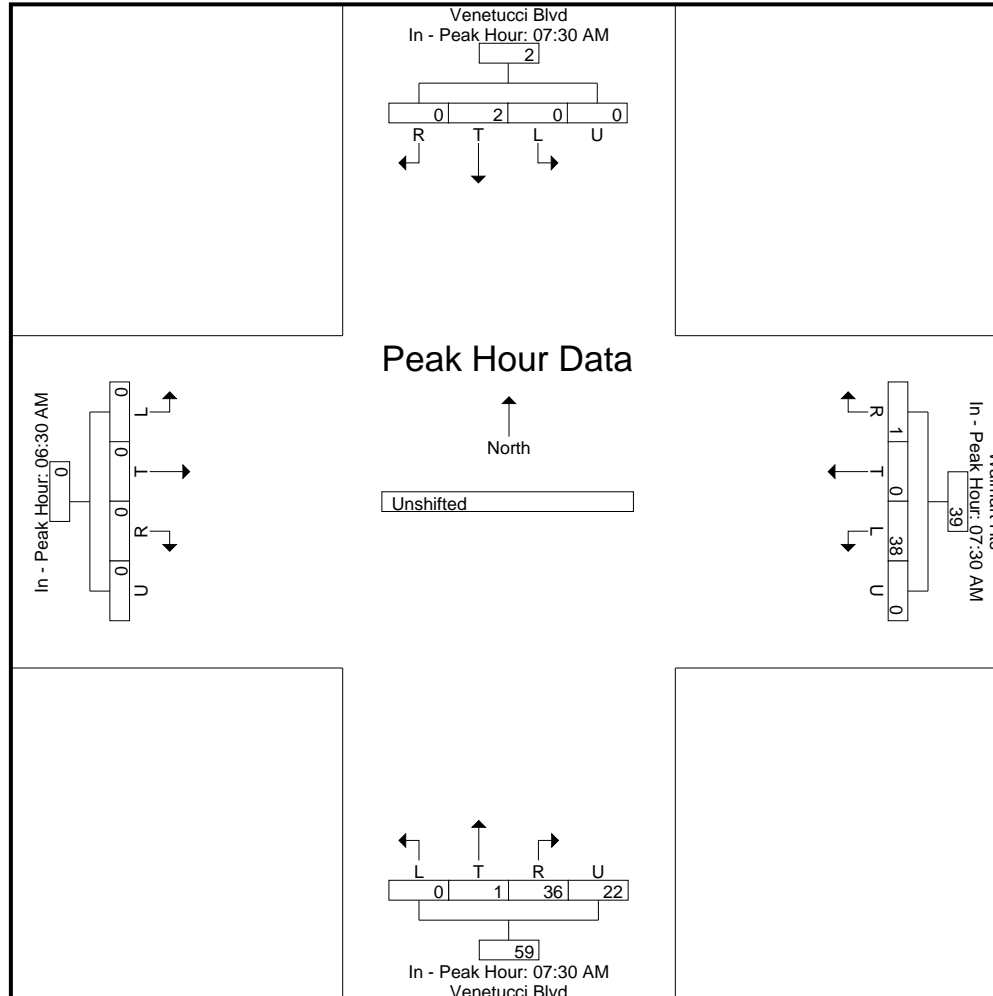 Venetucci Blvd
In - Peak Hour: 07:30 AM
2
0 2 0 0
R T L U
Peak Hour Data
North
Unshifted
In - Peak Hour: 06:30 AM
0
0 0 0 0
L T R U
In - Peak Hour: 07:30 AM
39
1 0 38 0
R T L U
L T R U
0 1 36 22
59
In - Peak Hour: 07:30 AM
Venetucci Blvd